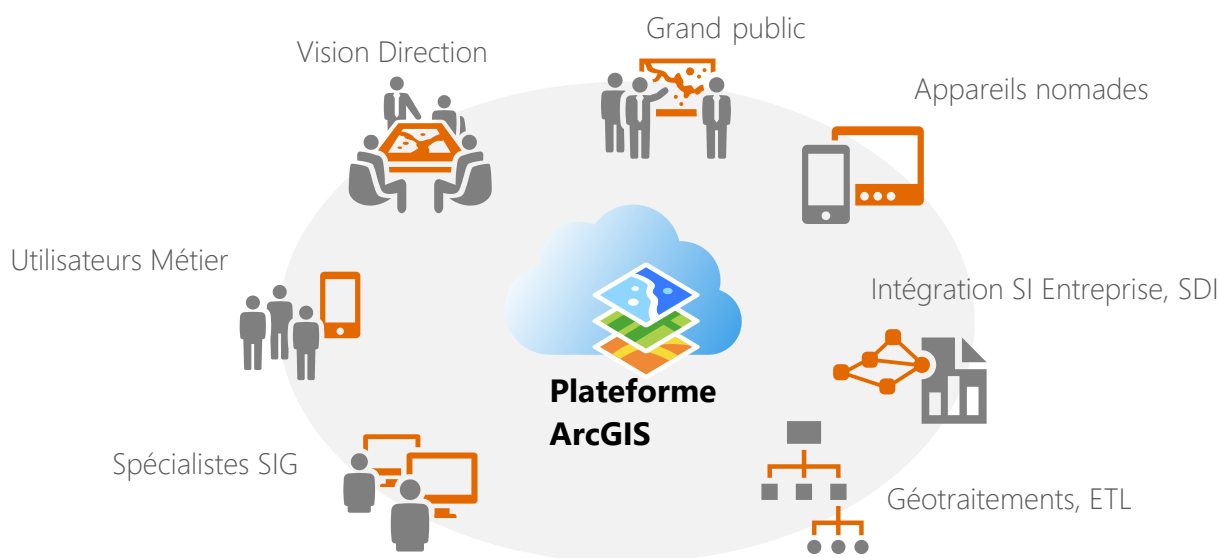 Grand public
Vision Direction
Appareils nomades
Utilisateurs Métier
Intégration SI Entreprise, SDI
Plateforme
ArcGIS
Spécialistes SIG
Géotraitements, ETL